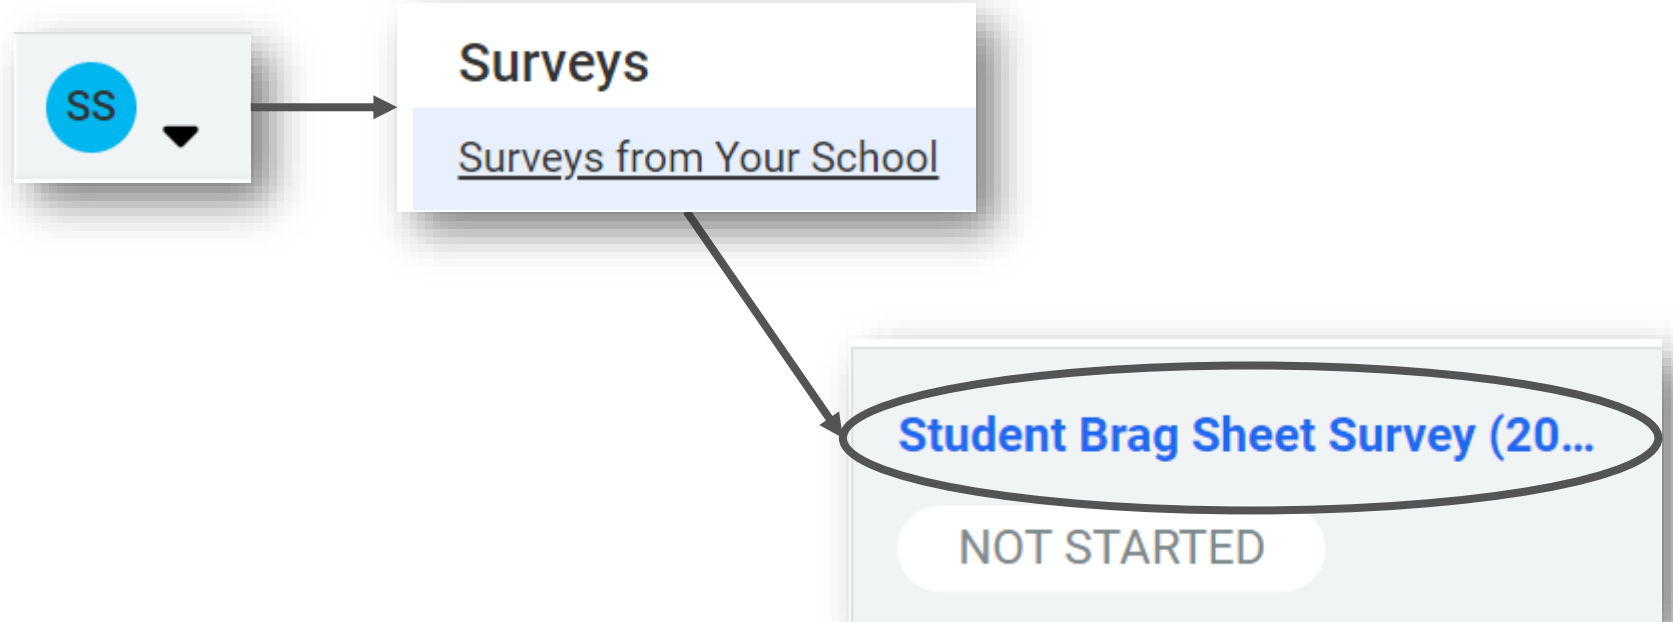 SS
Surveys
Surveys from Your School
Student Brag Sheet Survey (20...
NOT STARTED